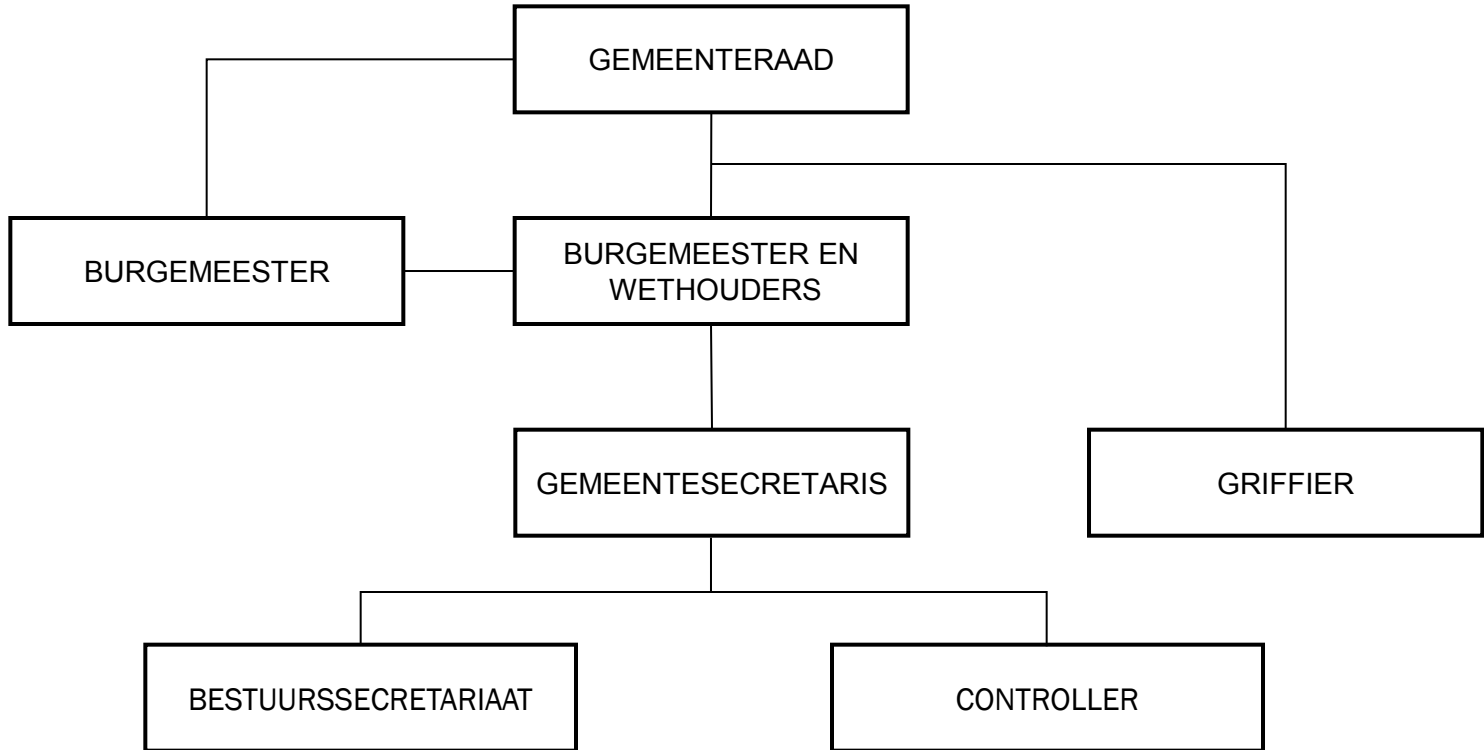 GEMEENTERAAD
BURGEMEESTER
BURGEMEESTER EN
WETHOUDERS
GEMEENTESECRETARIS
GRIFFIER
BESTUURSSECRETARIAAT
CONTROLLER